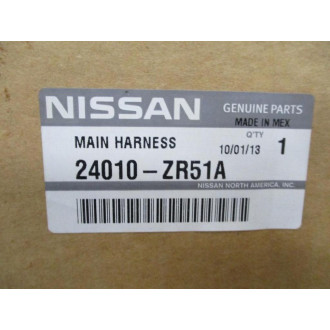 NISSAN
GENUINE PARTS
MADE IN MEX
MAIN HARNESS
Q'TY
10/01/13 1
24010-ZR51A
NISSAN NORTH AMERICA, INC.